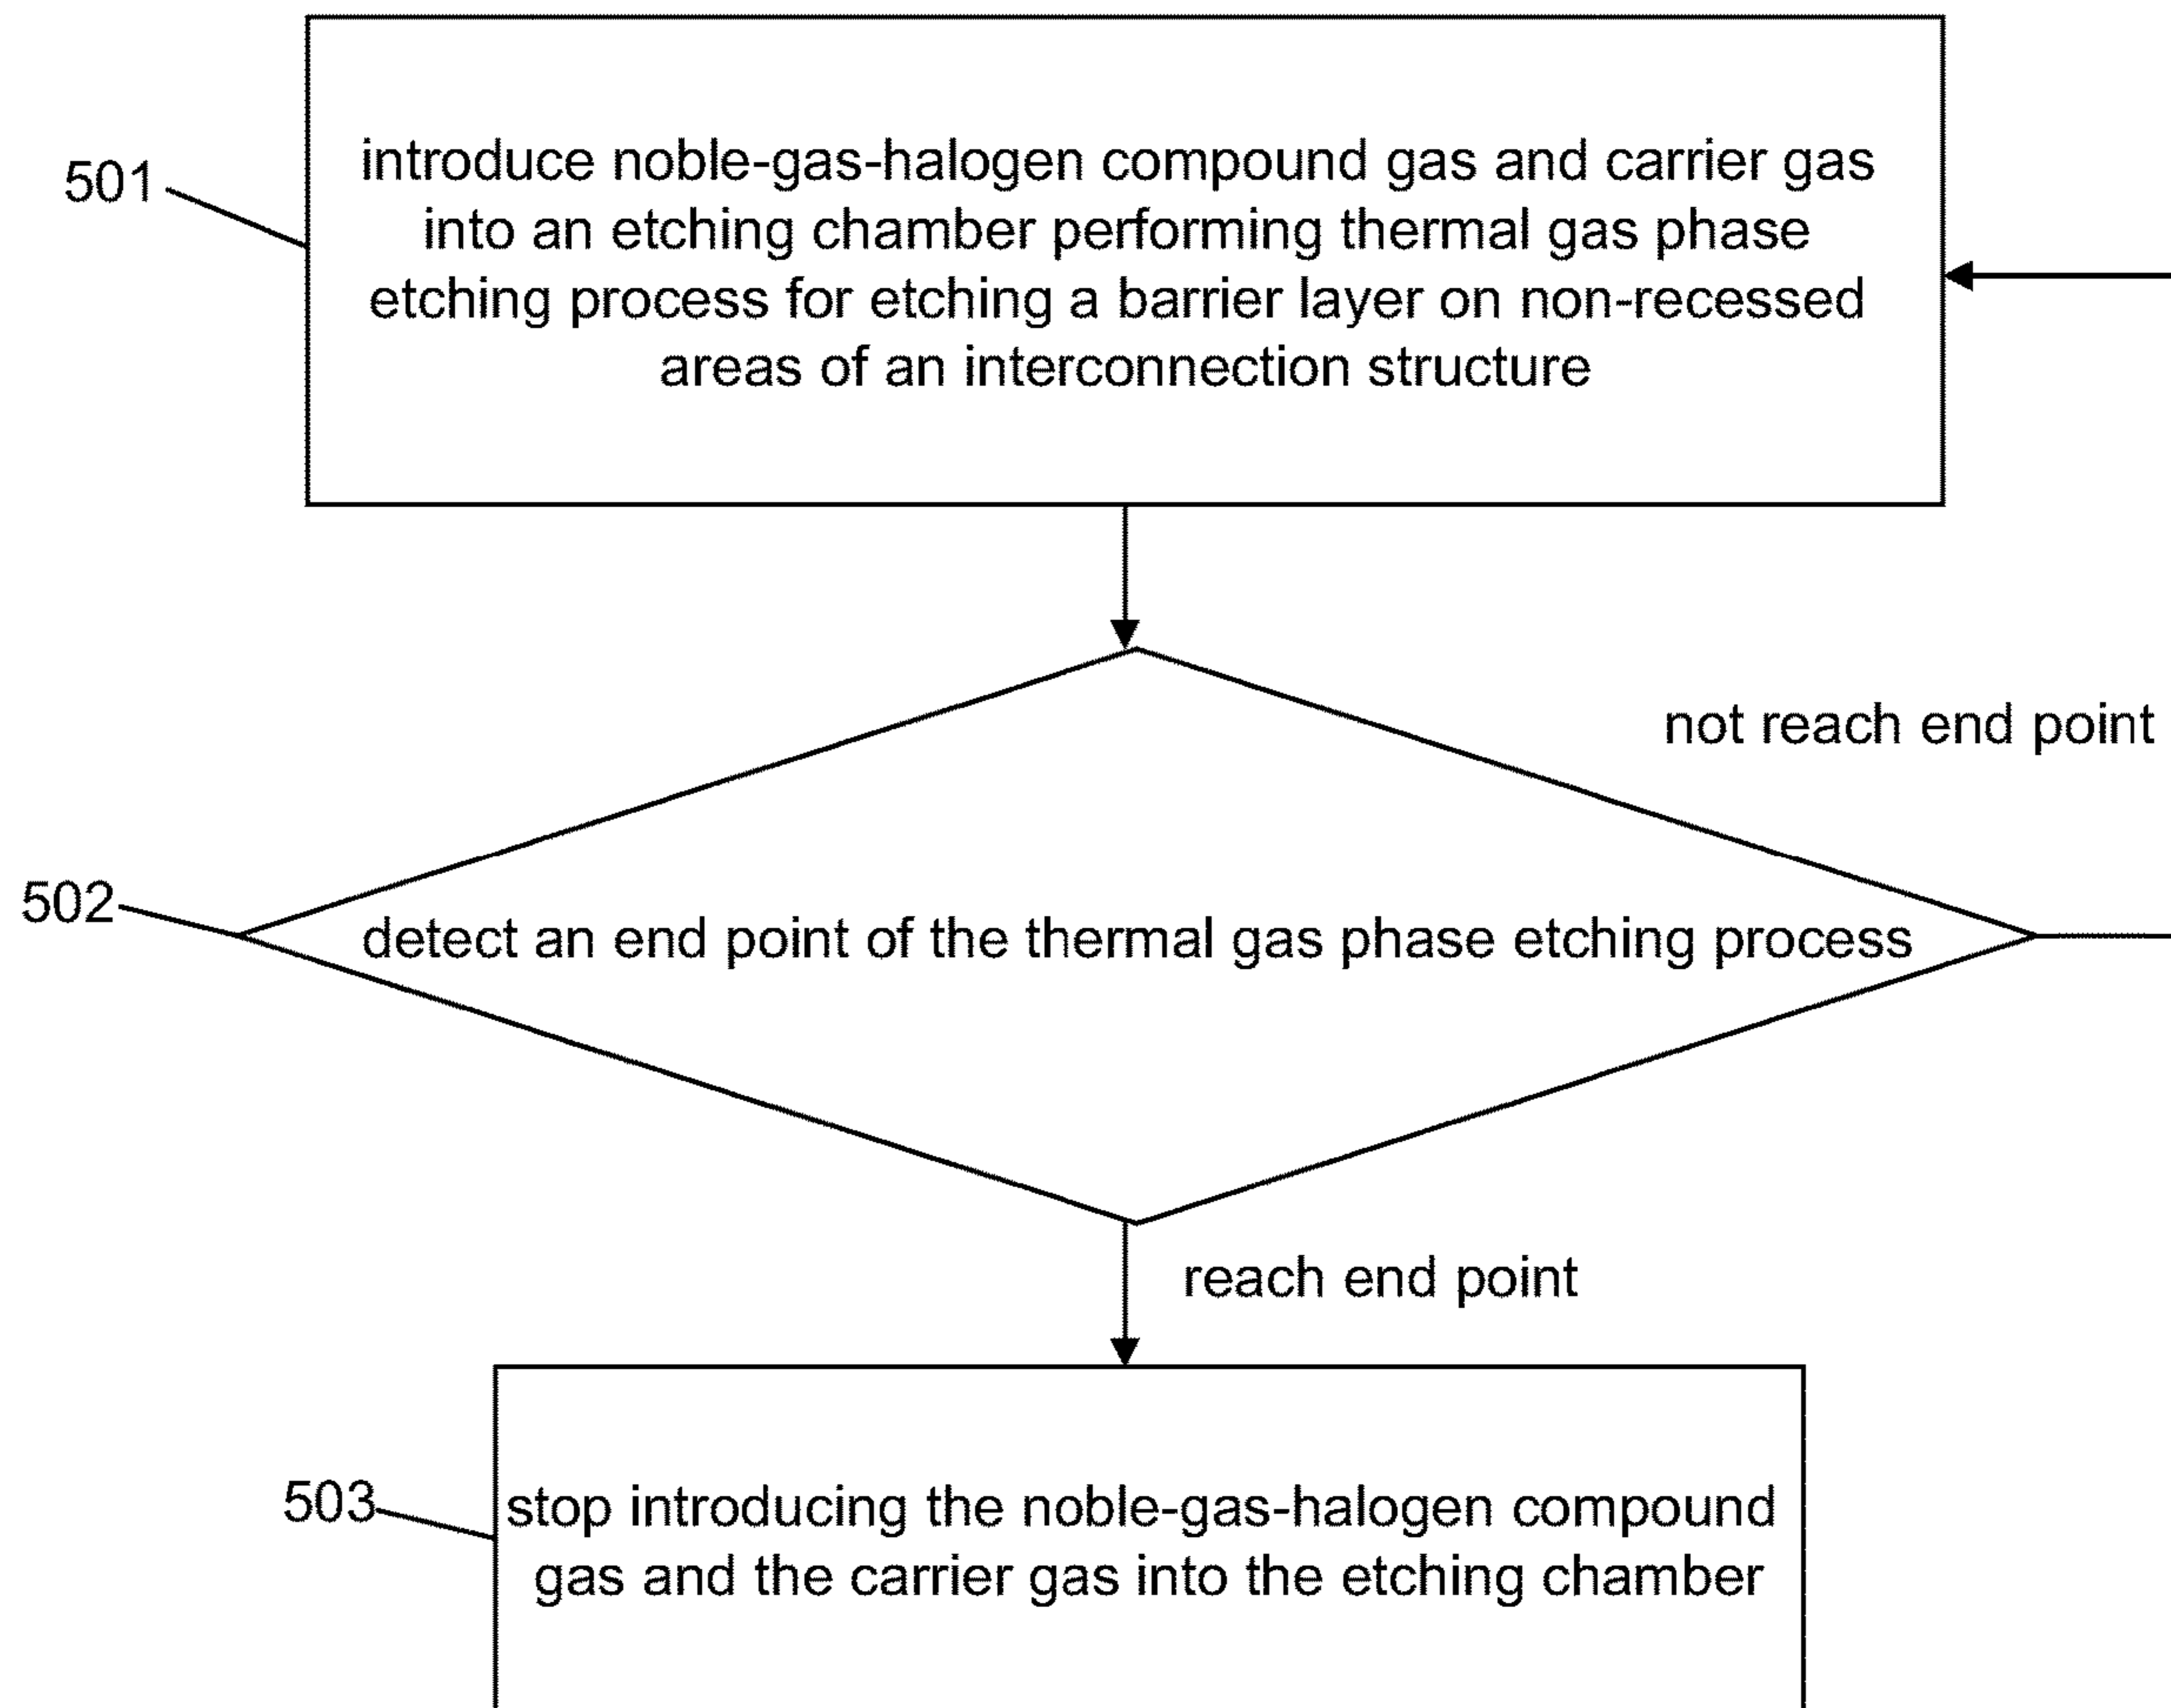 501
introduce noble-gas-halogen compound gas and carrier gas
into an etching chamber performing thermal gas phase
etching process for etching a barrier layer on non-recessed
areas of an interconnection structure
not reach end point
502
detect an end point of the thermal gas phase etching process
reach end point
503
stop introducing the noble-gas-halogen compound
gas and the carrier gas into the etching chamber